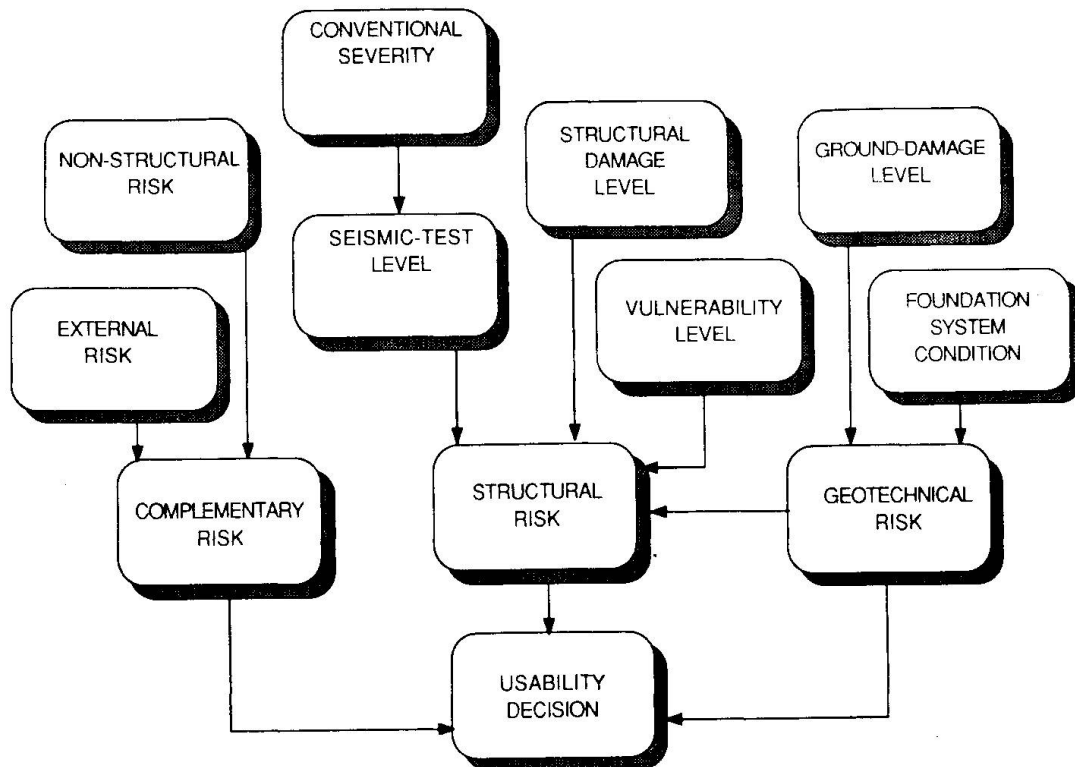 CONVENTIONAL
SEVERITY
NON-STRUCTURAL
RISK
STRUCTURAL
DAMAGE
LEVEL
GROUND-DAMAGE
LEVEL
SEISMIC-TEST
LEVEL
EXTERNAL
RISK
VULNERABILITY
LEVEL
FOUNDATION
SYSTEM
CONDITION
COMPLEMENTARY
RISK
STRUCTURAL
RISK
GEOTECHNICAL
RISK
USABILITY
DECISION